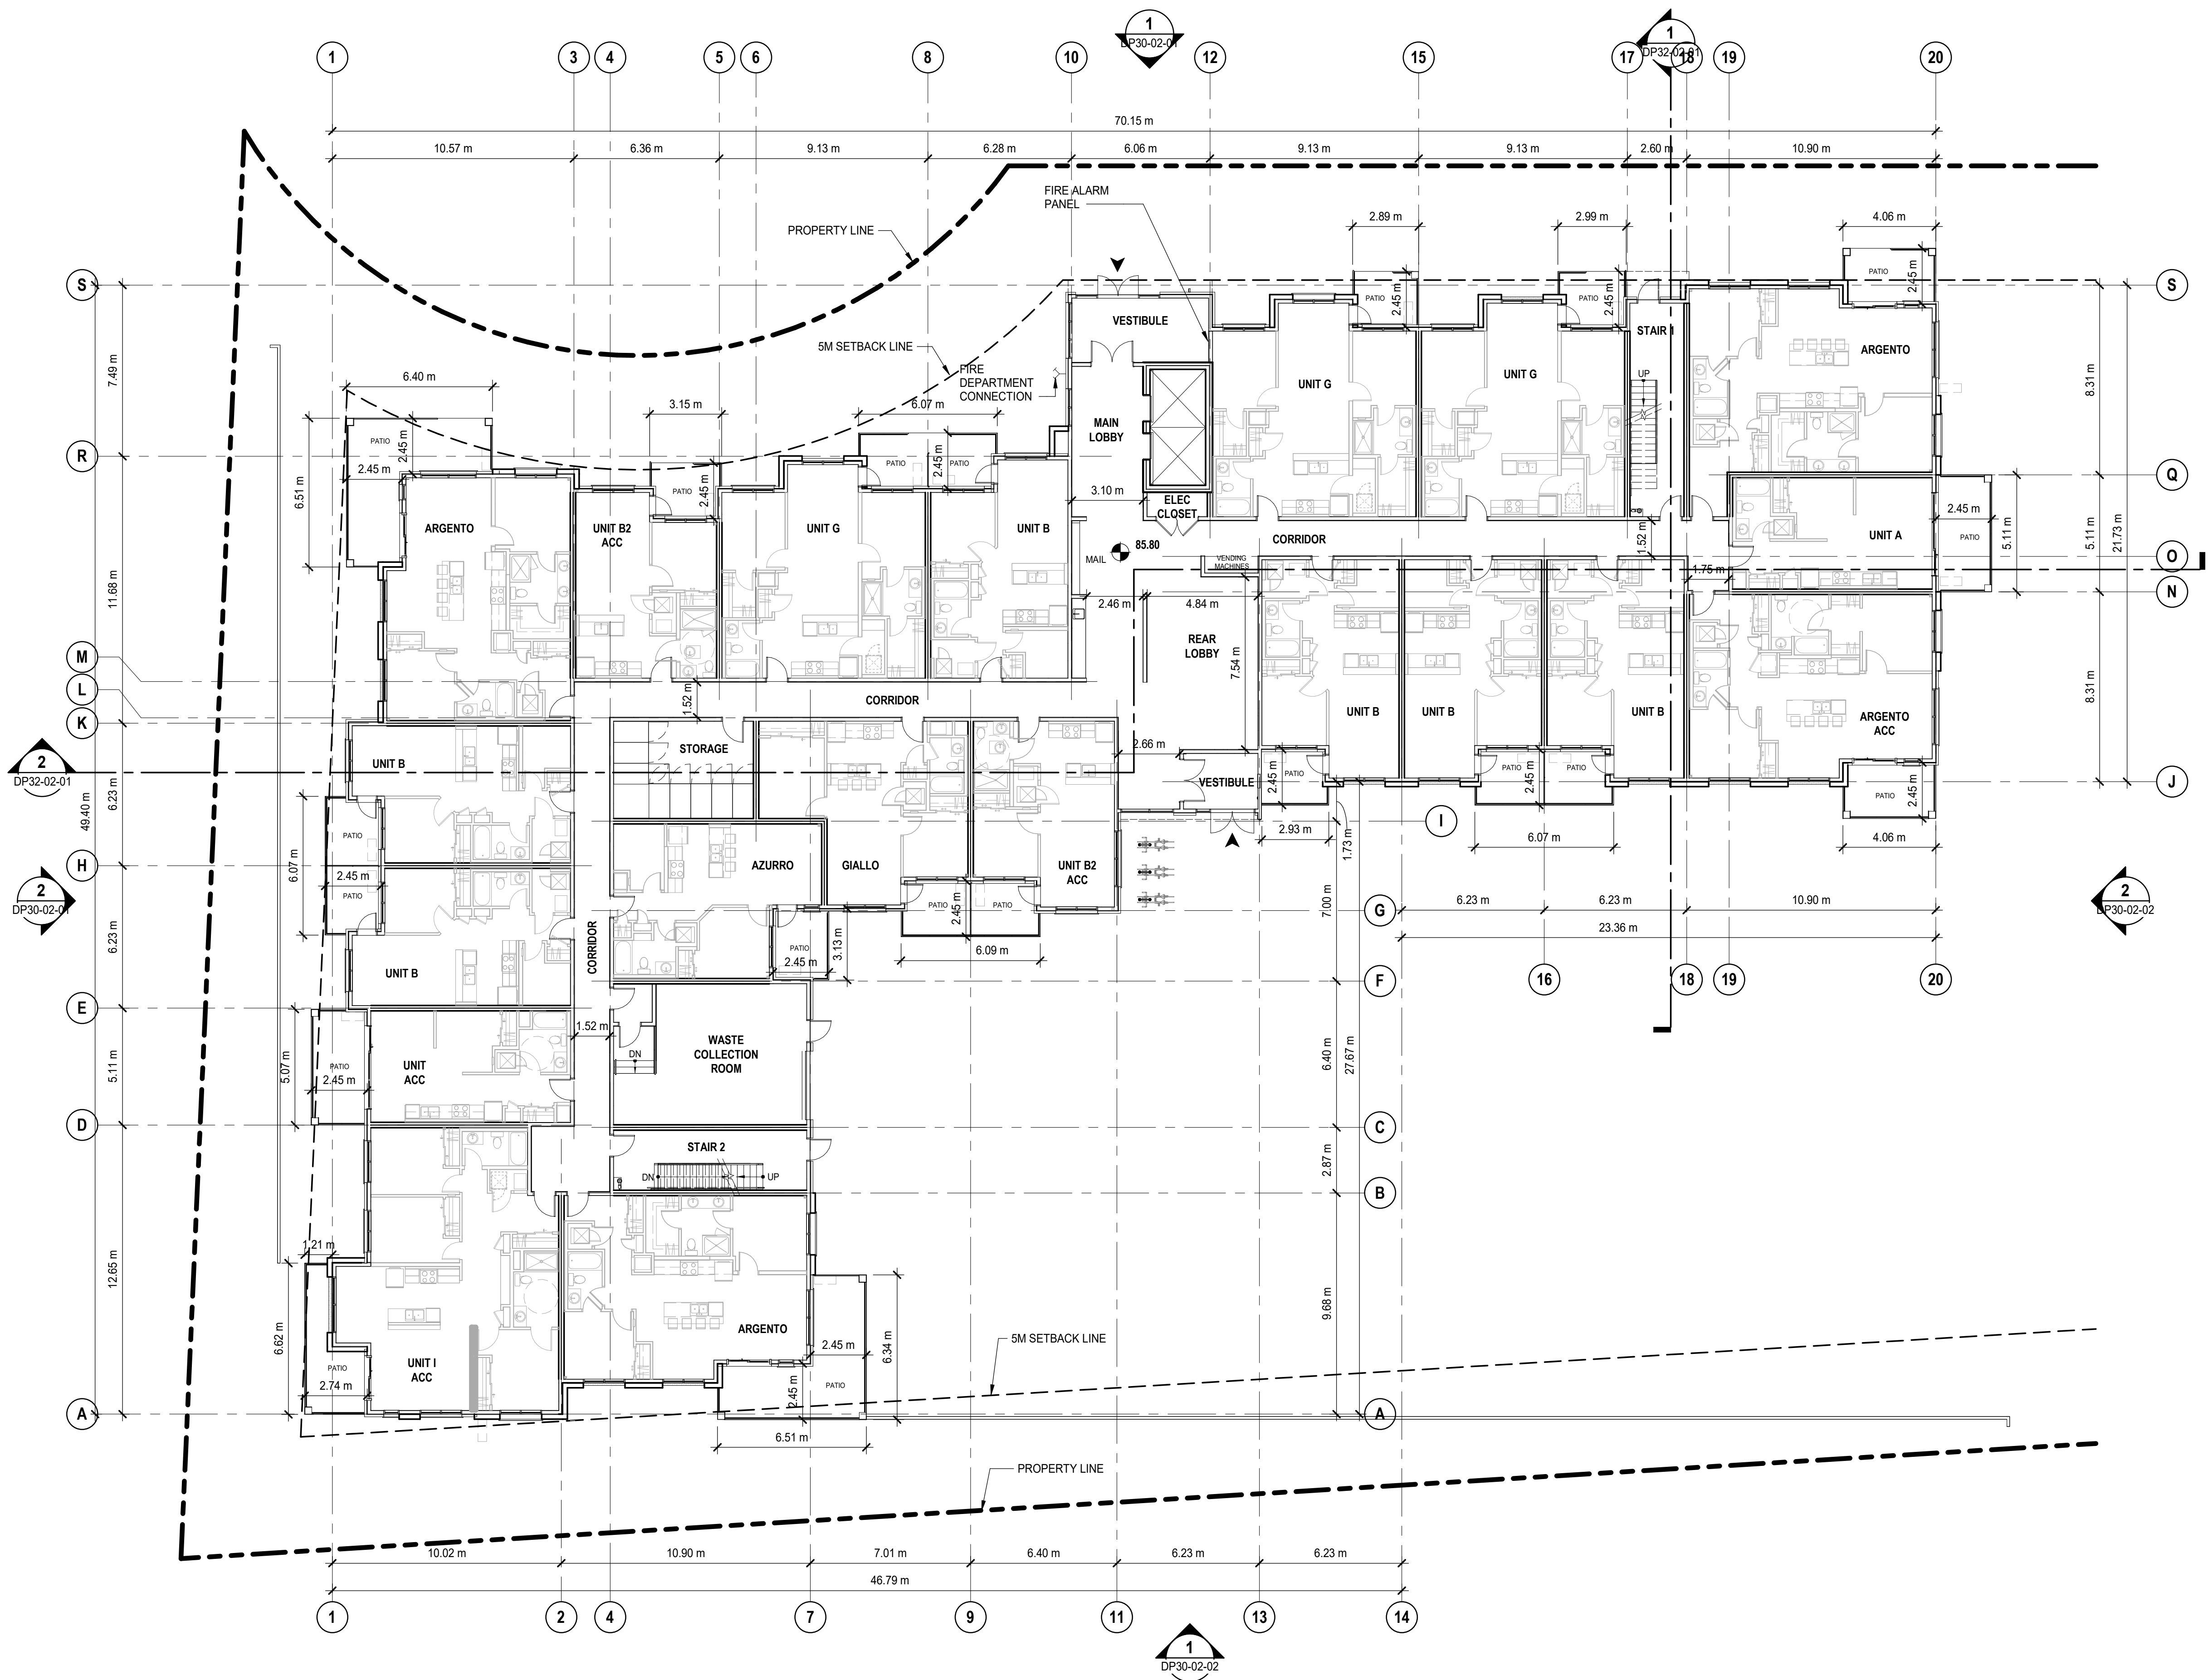 1
DP30-02-01
1
DP32-02-01
1
3
4
5
6
8
10
12
15
17
18
19
20
70.15 m
10.57 m
6.36 m
9.13 m
6.28 m
6.06 m
9.13 m
9.13 m
2.60 m
10.90 m
FIRE ALARM
PANEL
PROPERTY LINE
2.89 m
2.99 m
4.06 m
S
S
PATIO
2.45 m
PATIO
2.45 m
PATIO
2.45 m
VESTIBULE
STAIR 1
5M SETBACK LINE
ARGENTO
7.49 m
8.31 m
FIRE
DEPARTMENT
CONNECTION
UNIT G
UNIT G
UP
6.40 m
3.15 m
6.07 m
MAIN
LOBBY
PATIO
2.45 m
2.45 m
R
PATIO
2.45 m
PATIO
2.45 m
PATIO
Q
6.51 m
3.10 m
ELEC
CLOSET
ARGENTO
UNIT B2
ACC
UNIT G
UNIT B
2.45 m
5.11 m
5.11 m
21.73 m
UNIT A
PATIO
CORRIDOR
1.52 m
85.80
MAIL
VENDING
MACHINES
O
1.75 m
N
11.68 m
2.46 m
4.84 m
REAR
LOBBY
7.54 m
M
L
K
1.52 m
CORRIDOR
UNIT B
UNIT B
UNIT B
ARGENTO
ACC
8.31 m
STORAGE
2.66 m
UNIT B
2
DP32-02-01
VESTIBULE
PATIO
2.45 m
PATIO
2.45 m
PATIO
PATIO
2.45 m
J
49.40 m
6.23 m
I
2.93 m
1.73 m
6.07 m
4.06 m
PATIO
6.07 m
H
AZURRO
GIALLO
UNIT B2
ACC
2
DP30-02-01
2.45 m
PATIO
PATIO
2.45 m
PATIO
7.00 m
G
6.23 m
6.23 m
10.90 m
2
DP30-02-02
23.36 m
6.23 m
CORRIDOR
PATIO
2.45 m
3.13 m
6.09 m
UNIT B
F
16
18
19
20
E
1.52 m
WASTE
COLLECTION
ROOM
DN
5.11 m
5.07 m
PATIO
2.45 m
UNIT
ACC
6.40 m
27.67 m
D
C
STAIR 2
DN
UP
2.87 m
B
1.21 m
12.65 m
9.68 m
ARGENTO
5M SETBACK LINE
6.62 m
2.45 m
6.34 m
PATIO
2.74 m
UNIT I
ACC
2.45 m
PATIO
A
A
6.51 m
PROPERTY LINE
10.02 m
10.90 m
7.01 m
6.40 m
6.23 m
6.23 m
46.79 m
1
2
4
7
9
11
13
14
1
DP30-02-02